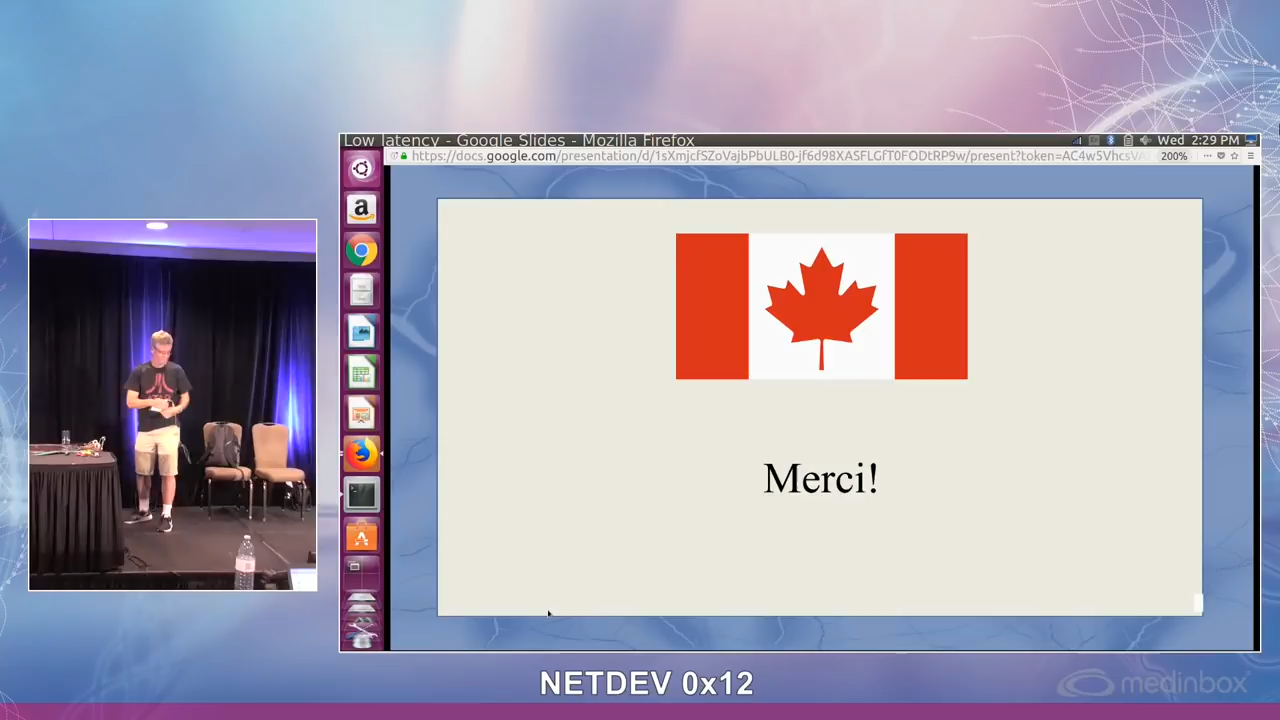 Low latency - Google Slides - Mozilla Firefox
Wed 2:29 PM
https://docs.google.com/presentation/d/1sXmjcfSZoVajbPbULB0-jf6d98XASFLGfT0FODtRP9w/present?token=AC4w5Vhcs
200%
a
Merci!
NETDEV 0x12
medinbox